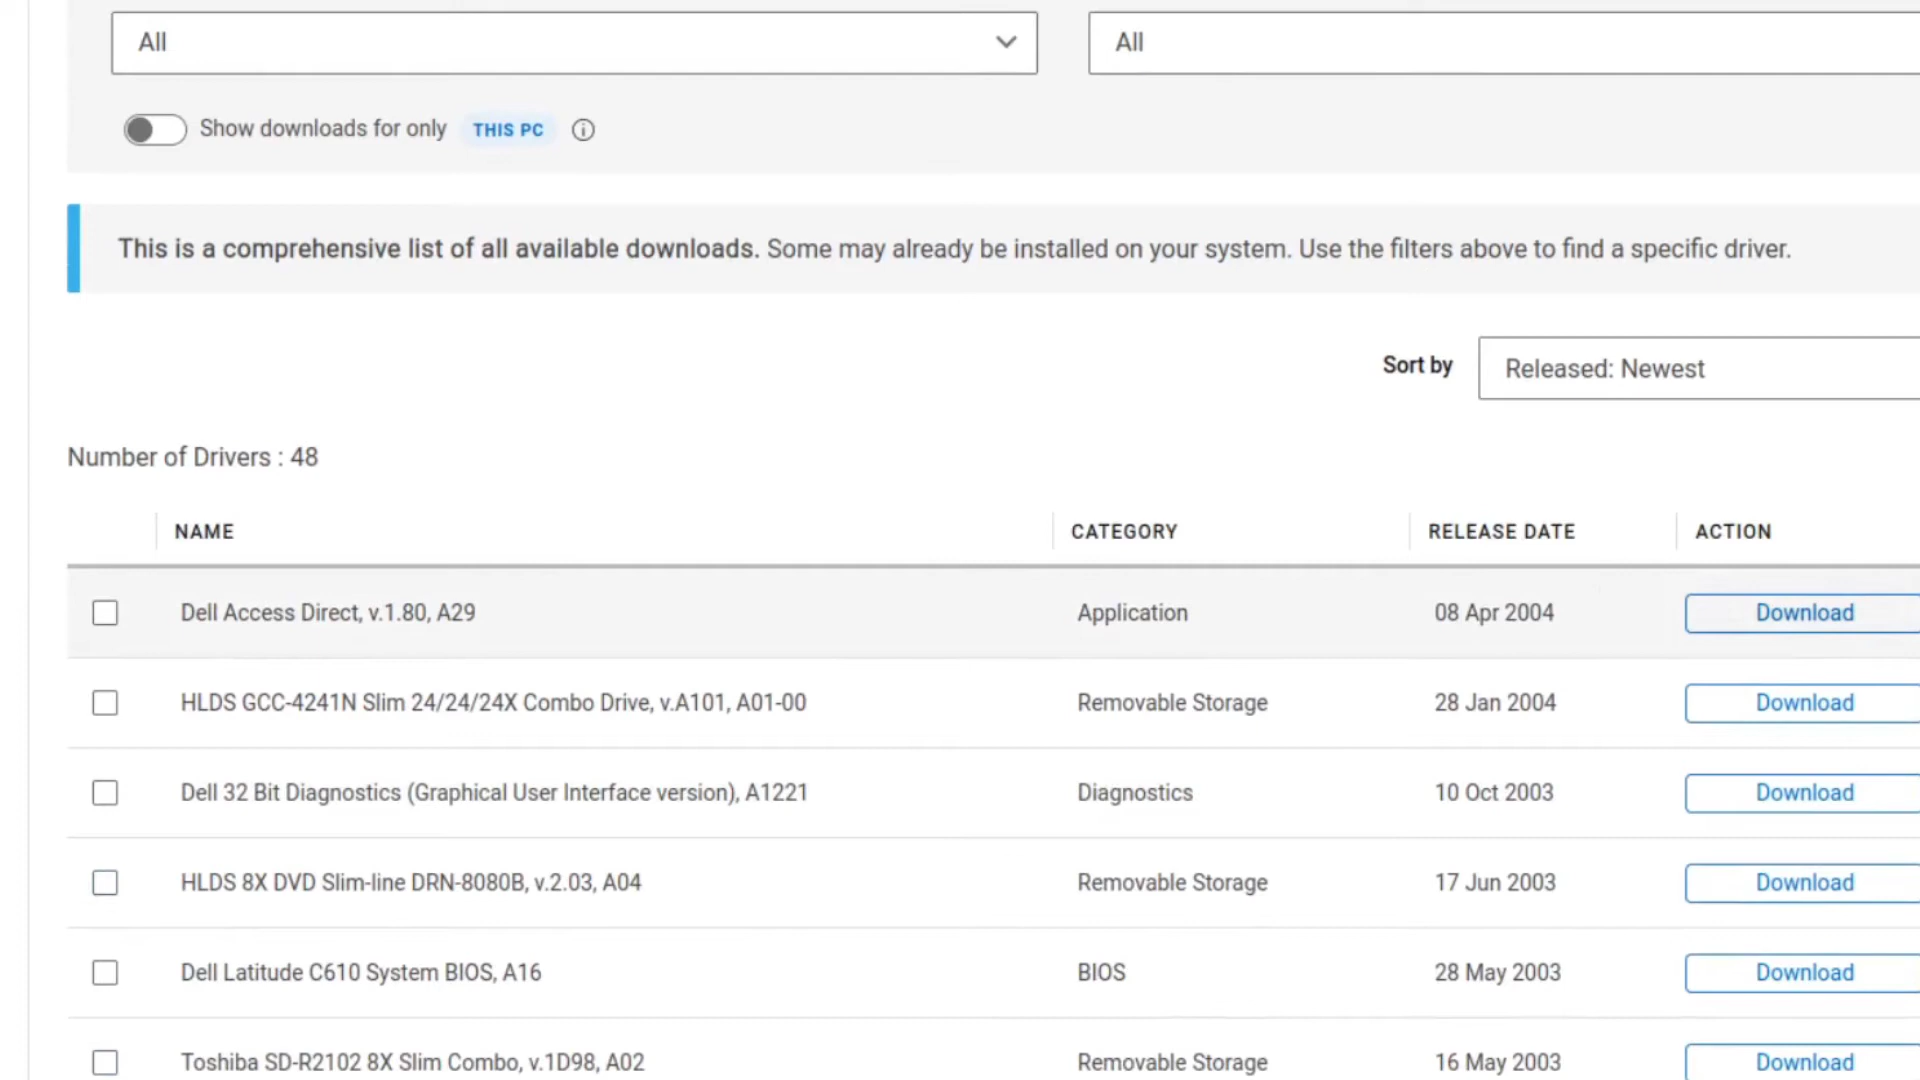 All All
Show downloads for only THIS PC
This is a comprehensive list of all available downloads. Some may already be installed on your system. Use the filters above to find a specific driver.
Sort by Released: Newest
Number of Drivers : 48
NAME CATEGORY RELEASE DATE ACTION
Dell Access Direct, v.1.80, A29 Application 08 Apr 2004 Download
HLDS GCC-4241N Slim 24/24/24X Combo Drive, v.A101, A01-00 Removable Storage 28 Jan 2004 Download
Dell 32 Bit Diagnostics (Graphical User Interface version), A1221 Diagnostics 10 Oct 2003 Download
HLDS 8X DVD Slim-line DRN-8080B, v.2.03, A04 Removable Storage 17 Jun 2003 Download
Dell Latitude C610 System BIOS, A16 BIOS 28 May 2003 Download
Toshiba SD-R2102 8X Slim Combo, v.1D98, A02 Removable Storage 16 May 2003 Download